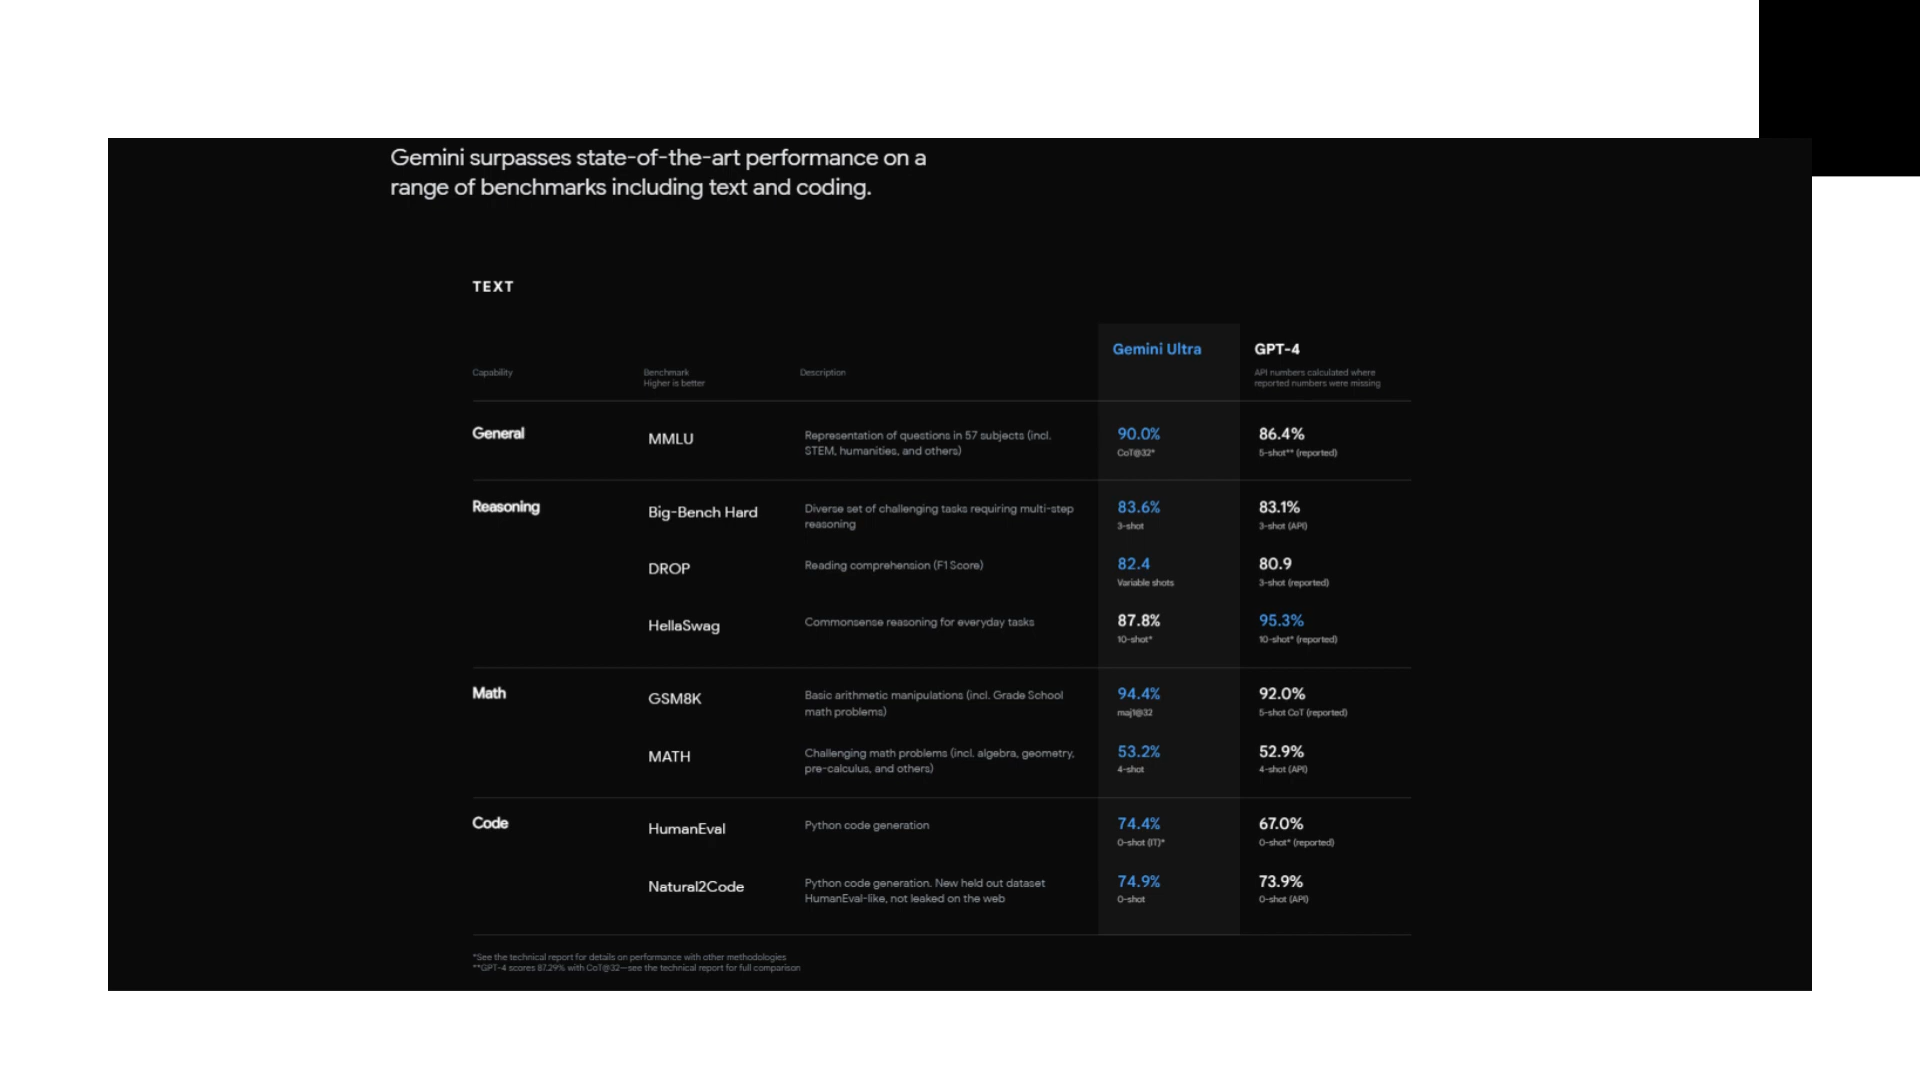 Gemini surpasses state-of-the-art performance on a
range of benchmarks including text and coding.
TEXT
Gemini Ultra
GPT-4
Capability
Benchmark
Higher is better
Description
API numbers calculated where
reported numbers were missing
General
MMLU
Representation of questions in 57 subjects (incl.
STEM, humanities, and others)
90.0%
CoT@32*
86.4%
5-shot** (reported)
Reasoning
Big-Bench Hard
Diverse set of challenging tasks requiring multi-step
reasoning
83.6%
3-shot
83.1%
3-shot (API)
DROP
Reading comprehension (F1 Score)
82.4
Variable shots
80.9
3-shot (reported)
HellaSwag
Commonsense reasoning for everyday tasks
87.8%
10-shot*
95.3%
10-shot* (reported)
Math
GSM8K
Basic arithmetic manipulations (incl. Grade School
math problems)
94.4%
maj1@32
92.0%
5-shot CoT (reported)
MATH
Challenging math problems (incl. algebra, geometry,
pre-calculus, and others)
53.2%
4-shot
52.9%
4-shot (API)
Code
HumanEval
Python code generation
74.4%
0-shot (IT)*
67.0%
0-shot* (reported)
Natural2Code
Python code generation. New held out dataset
HumanEval-like, not leaked on the web
74.9%
0-shot
73.9%
0-shot (API)
*See the technical report for details on performance with other methodologies
**GPT-4 scores 87.29% with CoT@32—see the technical report for full comparison